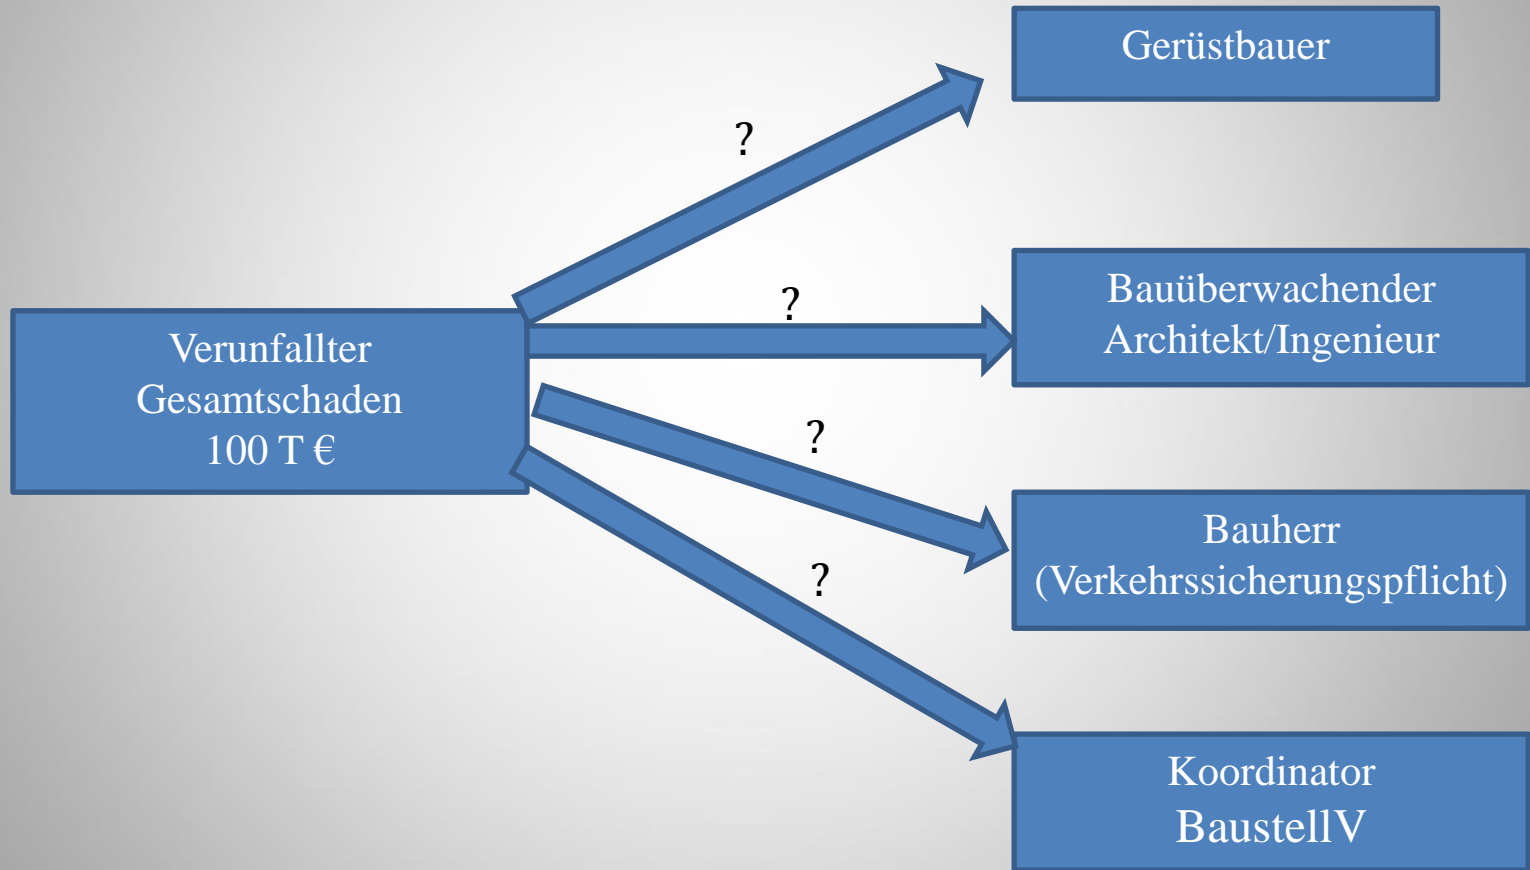 Gerüstbauer
?
Bauüberwachender
Architekt/Ingenieur
?
Verunfallter
Gesamtschaden
100 T €
?
Bauherr
(Verkehrssicherungspflicht)
?
Koordinator
BaustellV